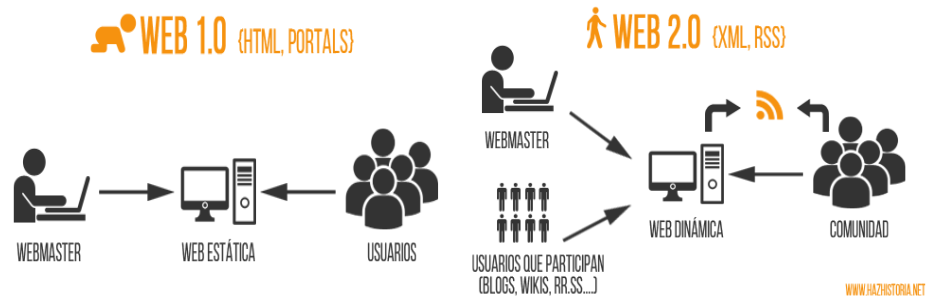 WEB 1.0 {HTML, PORTALS}
WEBMASTER
WEB ESTÁTICA
USUARIOS
WEB 2.0 {XML, RSS}
WEBMASTER
USUARIOS QUE PARTICIPAN
(BLOGS, WIKIS, RR.SS....)
WEB DINÁMICA
COMUNIDAD
WWW.HAZHISTORIA.NET